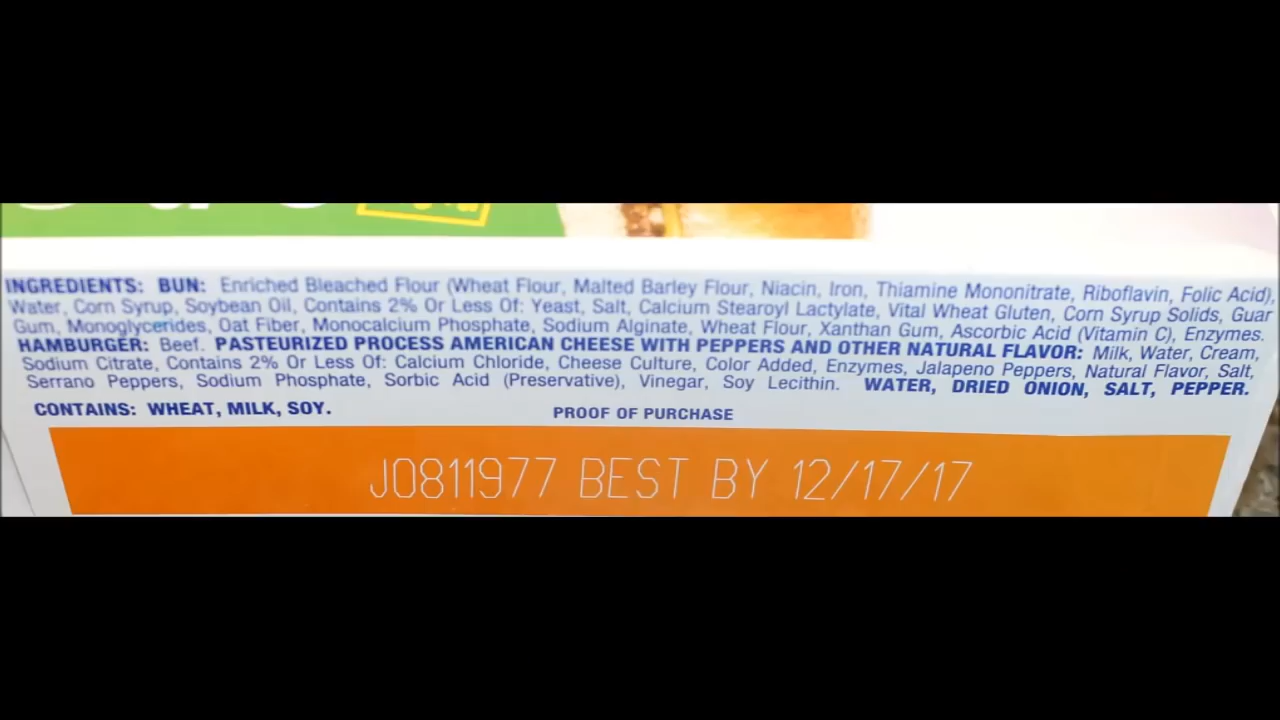 INGREDIENTS: BUN: Enriched Bleached Flour (Wheat Flour, Malted Barley Flour, Niacin, Iron, Thiamine Mononitrate, Riboflavin, Folic Acid),
Water, Corn Syrup, Soybean Oil, Contains 2% Or Less Of: Yeast, Salt, Calcium Stearoyl Lactylate, Vital Wheat Gluten, Corn Syrup Solids, Guar
Gum, Monoglycerides, Oat Fiber, Monocalcium Phosphate, Sodium Alginate, Wheat Flour, Xanthan Gum, Ascorbic Acid (Vitamin C), Enzymes.
HAMBURGER: Beef. PASTEURIZED PROCESS AMERICAN CHEESE WITH PEPPERS AND OTHER NATURAL FLAVOR: Milk, Water, Cream,
Sodium Citrate, Contains 2% Or Less Of: Calcium Chloride, Cheese Culture, Color Added, Enzymes, Jalapeno Peppers, Natural Flavor, Salt,
Serrano Peppers, Sodium Phosphate, Sorbic Acid (Preservative), Vinegar, Soy Lecithin. WATER, DRIED ONION, SALT, PEPPER.
CONTAINS: WHEAT, MILK, SOY.
PROOF OF PURCHASE
J0811977 BEST BY 12/17/17